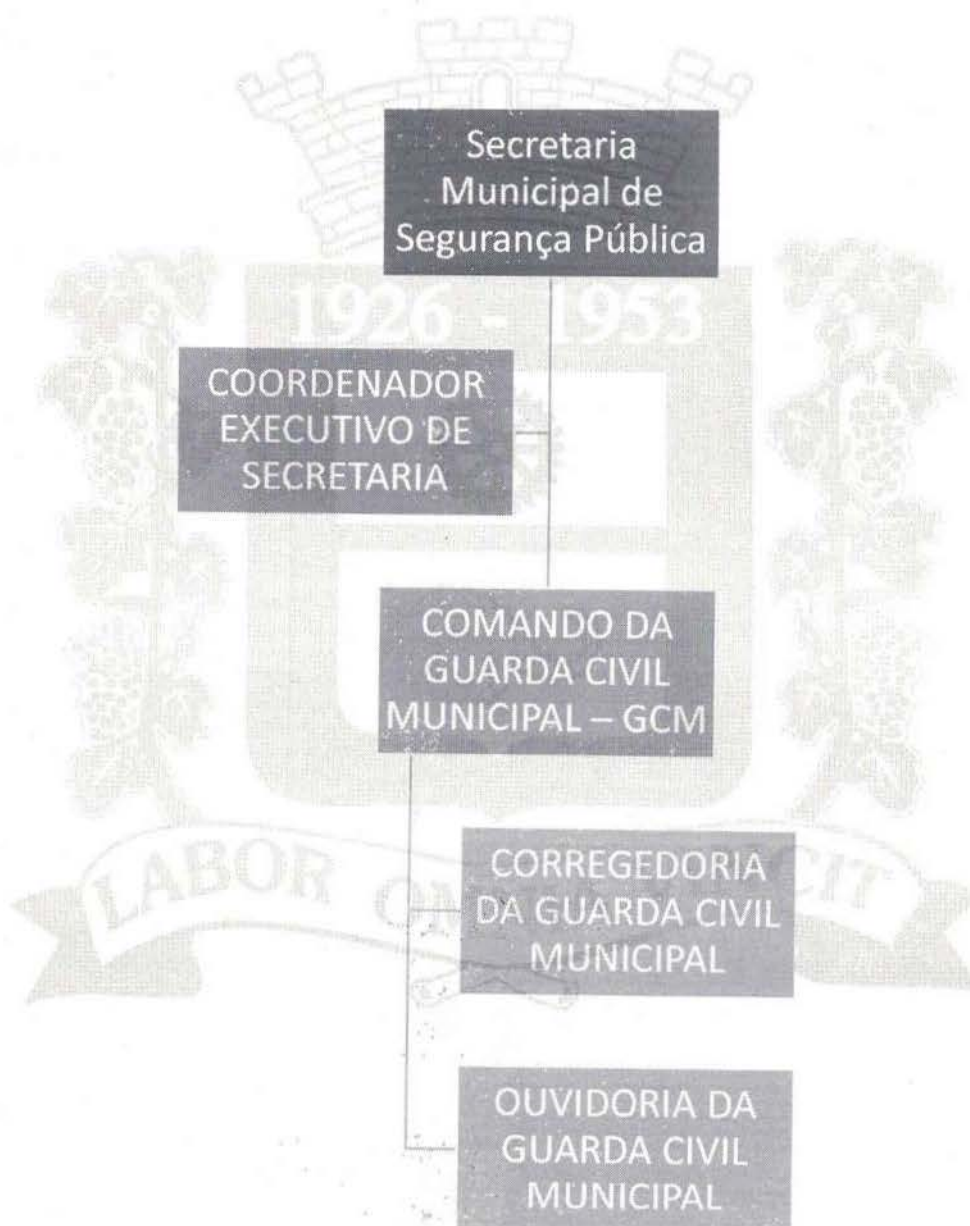 Secretaria
Municipal de
Segurança Pública
1926 - 1953
COORDENADOR
EXECUTIVO DE
SECRETARIA
COMANDO DA
GUARDA CIVIL
MUNICIPAL – GCM
LABOR
CORREGEDORIA
DA GUARDA CIVIL
MUNICIPAL
OUVIDORIA DA
GUARDA CIVIL
MUNICIPAL